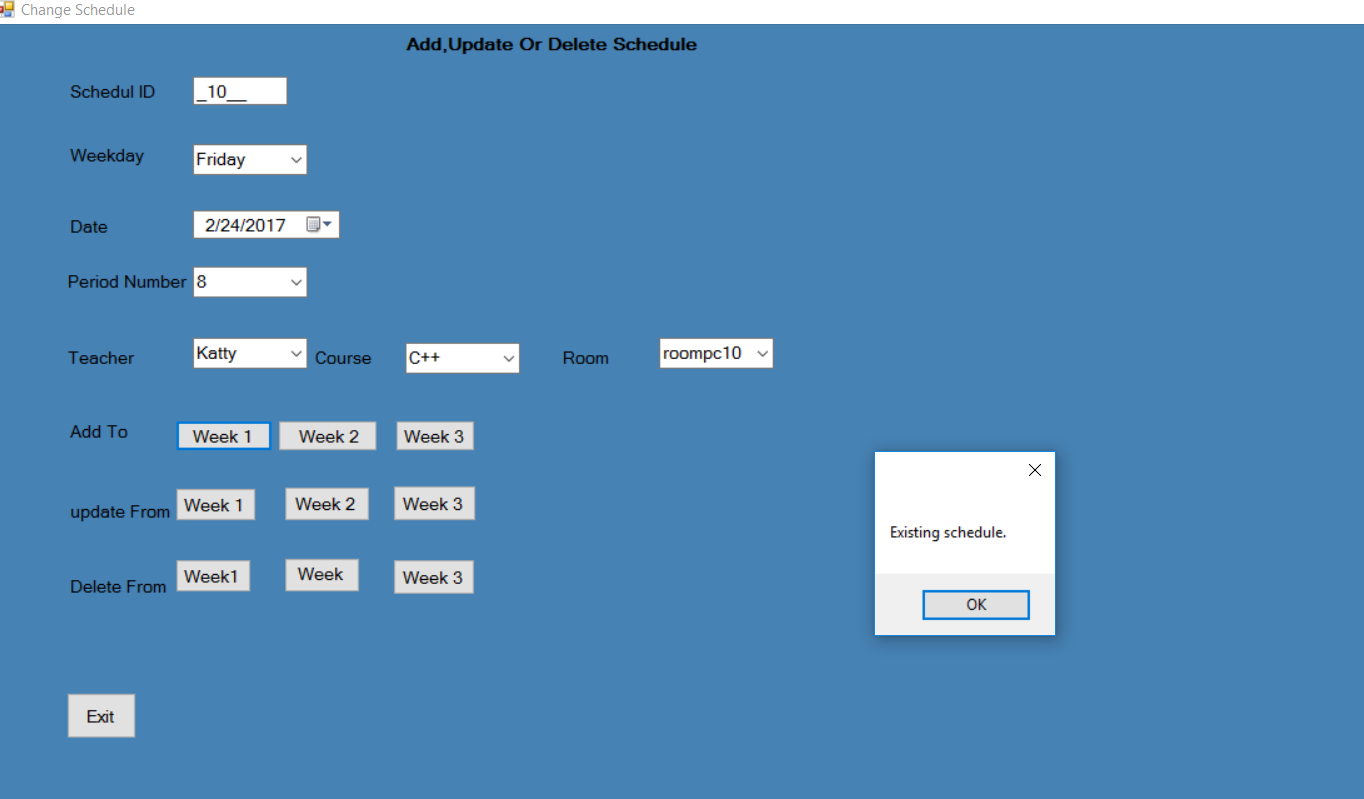 Change Schedule
Add,Update Or Delete Schedule
Schedul ID _10__
Weekday Friday
Date 2/24/2017
Period Number 8
Teacher Katty Course C++ Room roompc10
Add To Week 1 Week 2 Week 3
update From Week 1 Week 2 Week 3
Existing schedule.
Delete From Week1 Week Week 3
OK
Exit